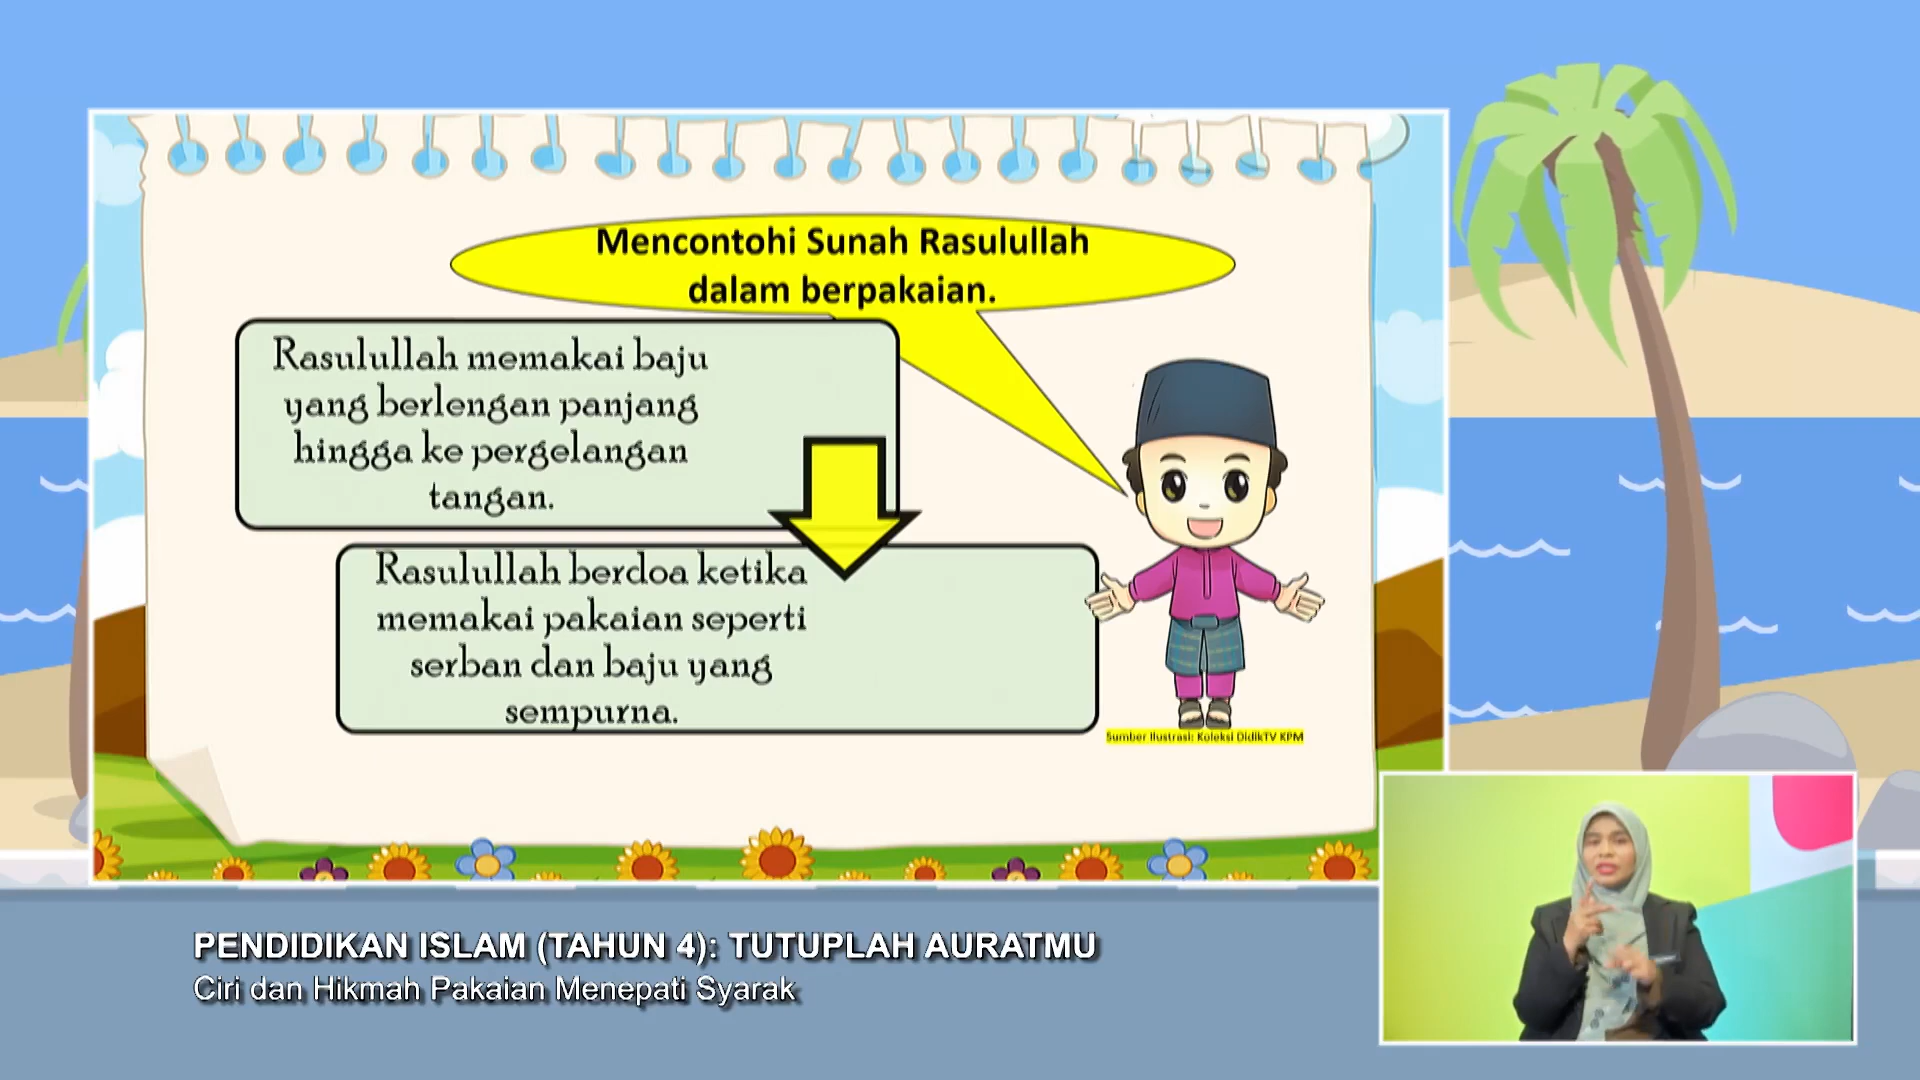 Mencontohi Sunah Rasulullah
dalam berpakaian.
Rasulullah memakai baju
yang berlengan panjang
hingga ke pergelangan
tangan.
Rasulullah berdoa ketika
memakai pakaian seperti
serban dan baju yang
sempurna.
Sumber Ilustrasi: Koleksi DidikTV KPM
PENDIDIKAN ISLAM (TAHUN 4): TUTUPLAH AURATMU
Ciri dan Hikmah Pakaian Menepati Syarak